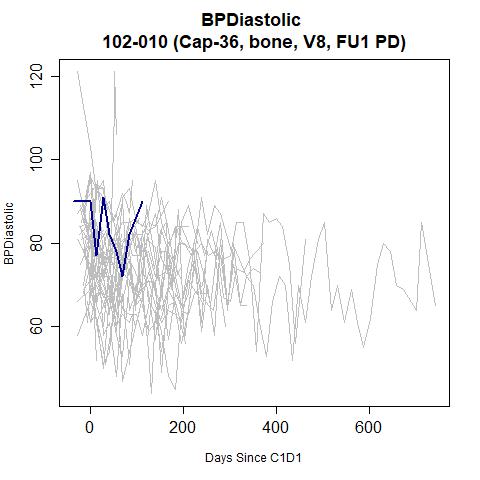 BPDiastolic
102-010 (Cap-36, bone, V8, FU1 PD)
120
100
80
60
BPDiastolic
0
200
400
600
Days Since C1D1